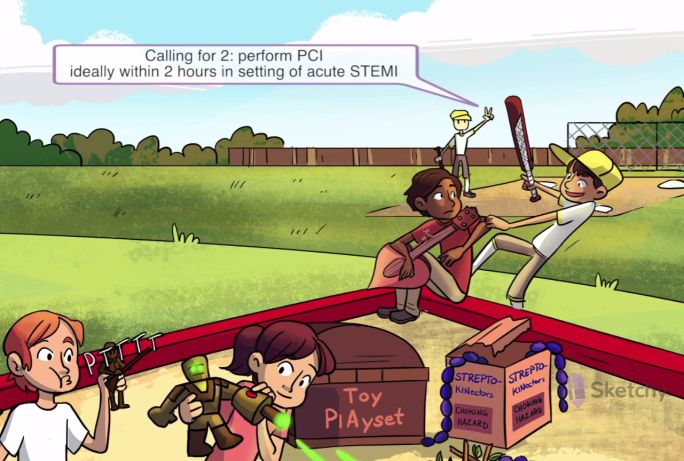 Calling for 2: perform PCI
ideally within 2 hours in setting of acute STEMI
PTTTT
Toy
PlAyset
STREPTO-
KINectors
CHOKING
HAZARD
STREPTO-
KINectors
CHOKING
HAZARD
Sketchy